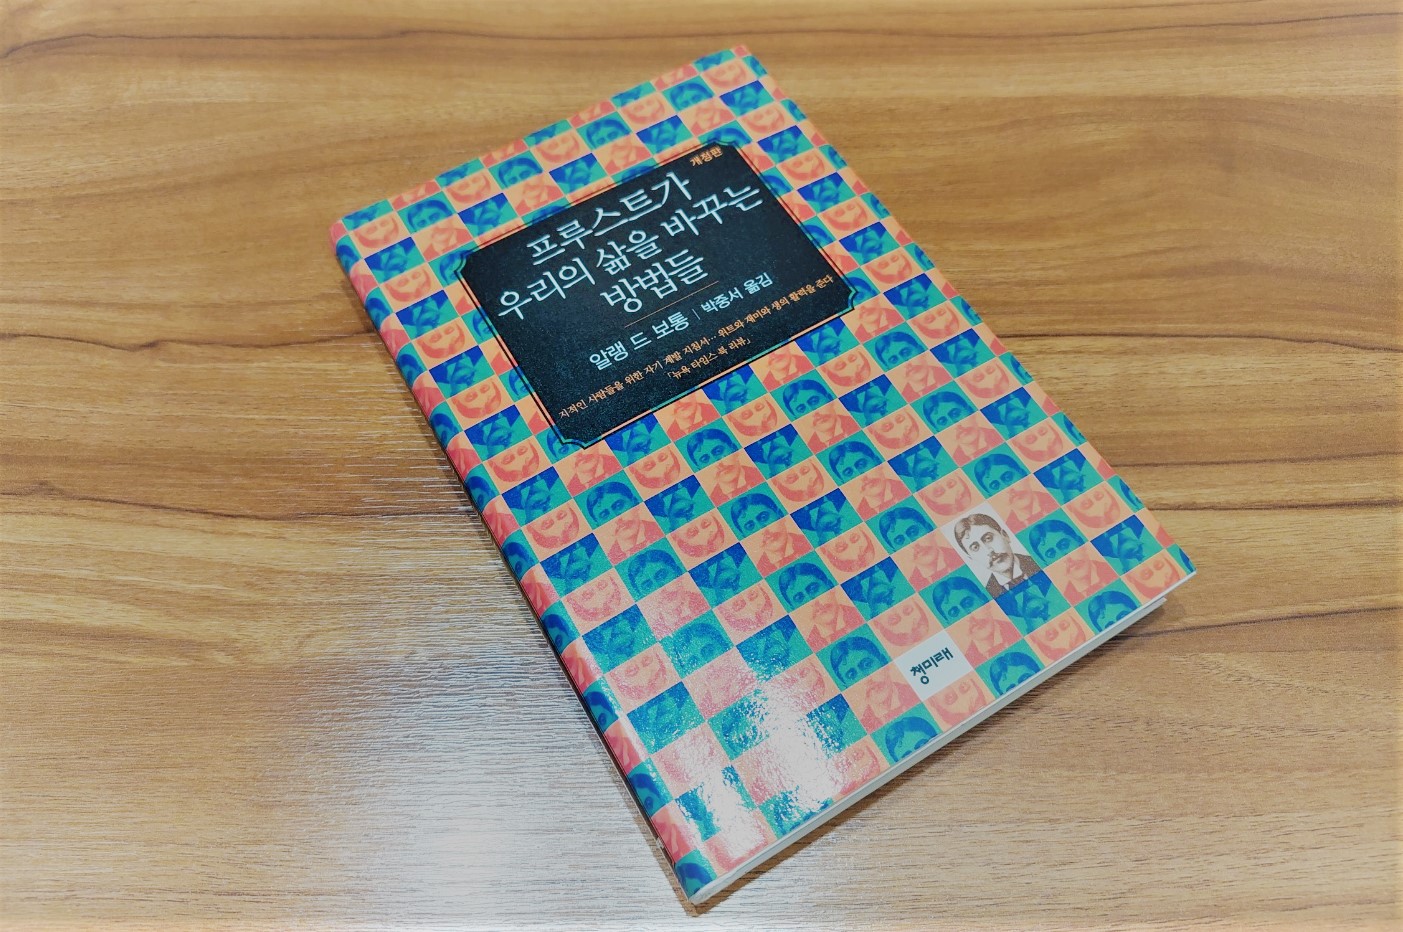 개정판
프루스트가
우리의 삶을 바꾸는
방법들
알랭 드 보통 | 박중서 옮김
지적인 사람들을 위한 자기 계발 지침서… 위트와 재미와 생의 활력을 준다
「뉴욕 타임스 북 리뷰」
청미래